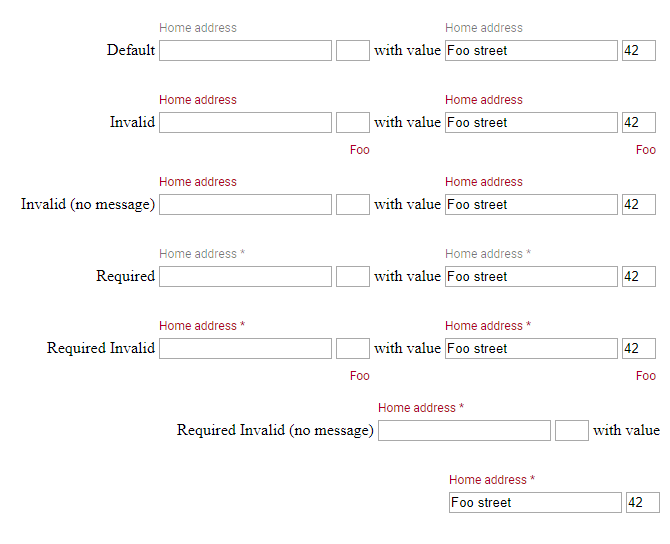 Home address Home address
Default with value Foo street 42
Home address Home address
Invalid with value Foo street 42
Foo Foo
Home address Home address
Invalid (no message) with value Foo street 42
Home address * Home address *
Required with value Foo street 42
Home address * Home address *
Required Invalid with value Foo street 42
Foo Foo
Home address *
Required Invalid (no message) with value
Home address *
Foo street 42